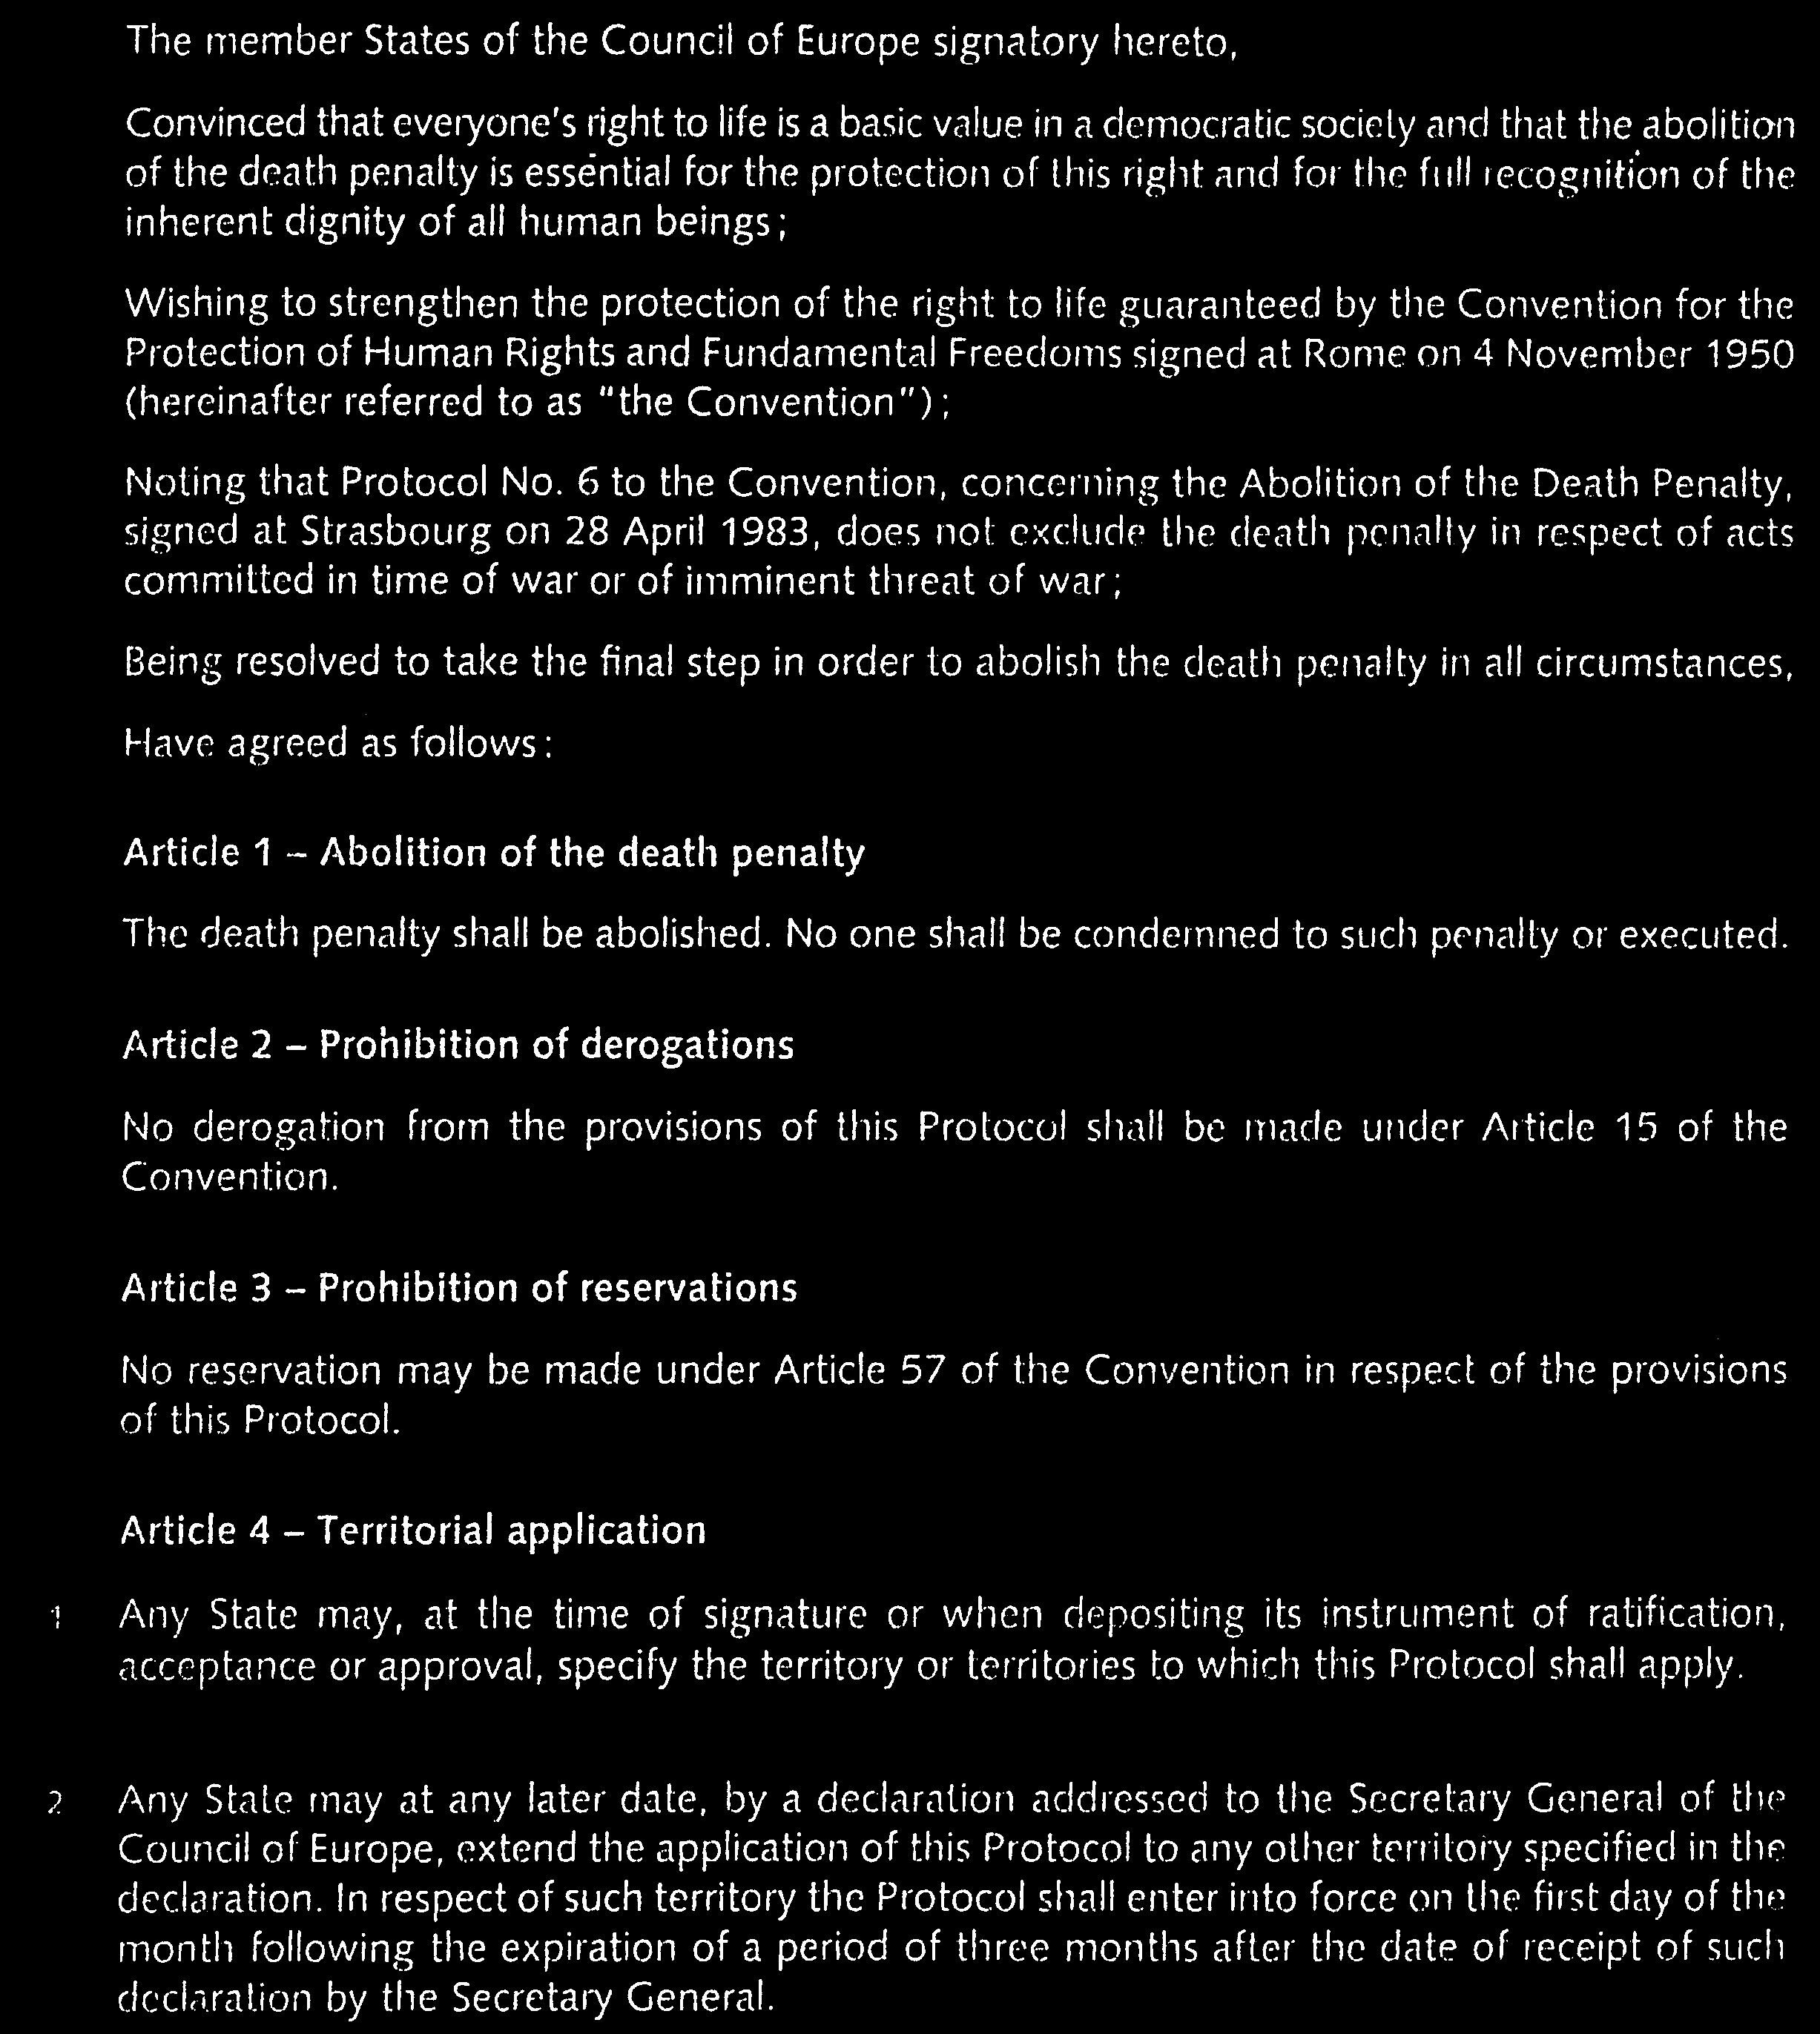 The member States of the Council of Europe signatory hereto,
Convinced that everyone's right to life is a basic value in a democratic society and that the abolition
of the death penalty is essential for the protection of this right and for the full recognition of the
inherent dignity of all human beings;
Wishing to strengthen the protection of the right to life guaranteed by the Convention for the
Protection of Human Rights and Fundamental Freedoms signed at Rome on 4 November 1950
(hereinafter referred to as "the Convention");
Noting that Protocol No. 6 to the Convention, concerning the Abolition of the Death Penalty,
signed at Strasbourg on 28 April 1983, does not exclude the death penalty in respect of acts
committed in time of war or of imminent threat of war;
Being resolved to take the final step in order to abolish the death penalty in all circumstances,
Have agreed as follows:
Article 1 – Abolition of the death penalty
The death penalty shall be abolished. No one shall be condemned to such penalty or executed.
Article 2 – Prohibition of derogations
No derogation from the provisions of this Protocol shall be made under Article 15 of the
Convention.
Article 3 – Prohibition of reservations
No reservation may be made under Article 57 of the Convention in respect of the provisions
of this Protocol.
Article 4 – Territorial application
1 Any State may, at the time of signature or when depositing its instrument of ratification,
acceptance or approval, specify the territory or territories to which this Protocol shall apply.
2 Any State may at any later date, by a declaration addressed to the Secretary General of the
Council of Europe, extend the application of this Protocol to any other territory specified in the
declaration. In respect of such territory the Protocol shall enter into force on the first day of the
month following the expiration of a period of three months after the date of receipt of such
declaration by the Secretary General.